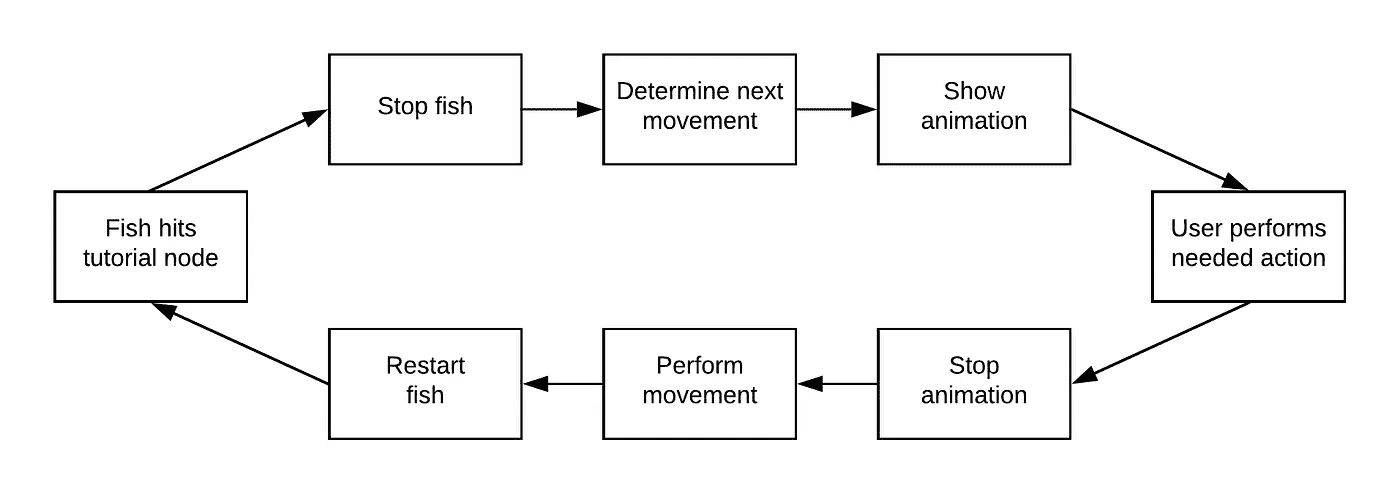 Fish hits
tutorial node
Stop fish
Determine next
movement
Show
animation
User performs
needed action
Stop
animation
Perform
movement
Restart
fish